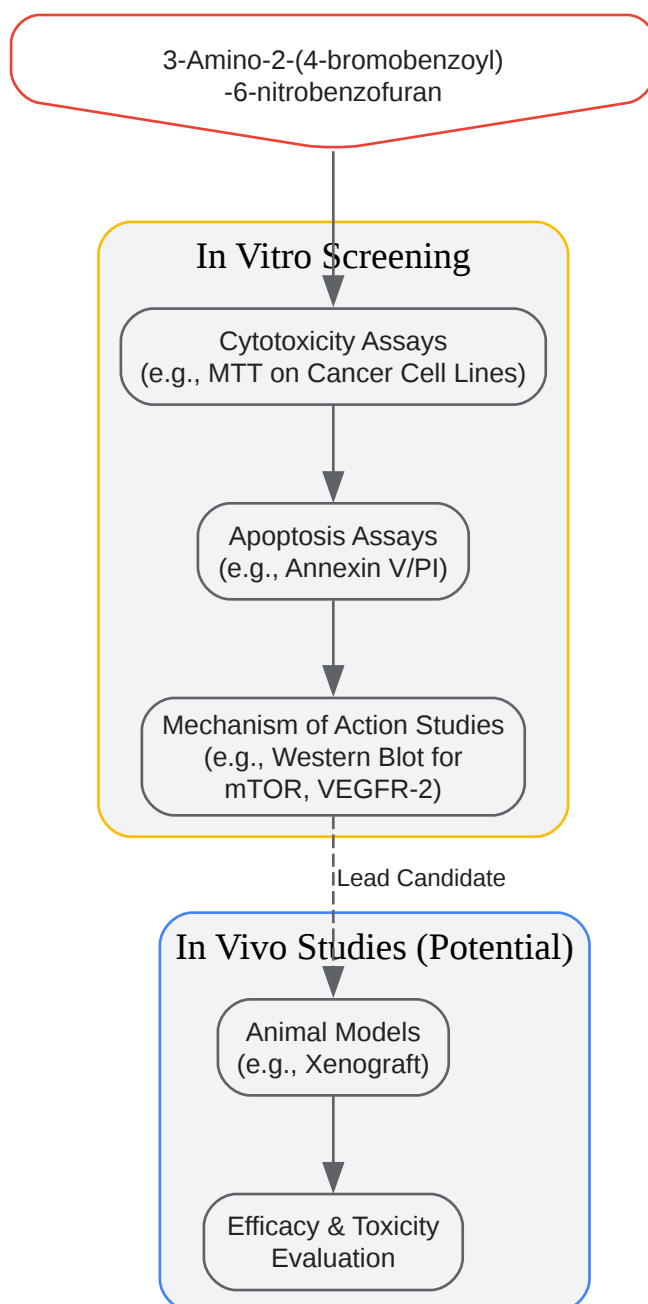 3-Amino-2-(4-bromobenzoyl)
-6-nitrobenzofuran
In Vitro Screening
Cytotoxicity Assays
(e.g., MTT on Cancer Cell Lines)
Apoptosis Assays
(e.g., Annexin V/PI)
Mechanism of Action Studies
(e.g., Western Blot for
mTOR, VEGFR-2)
Lead Candidate
In Vivo Studies (Potential)
Animal Models
(e.g., Xenograft)
Efficacy & Toxicity
Evaluation